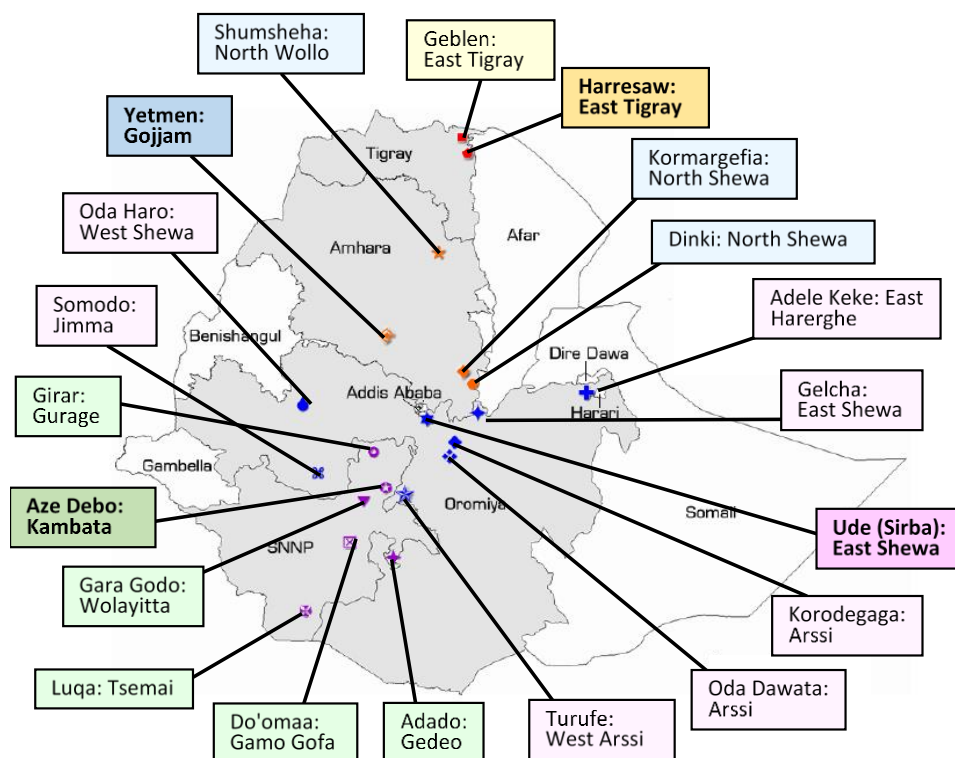 Shumsheha:
North Wollo
Geblen:
East Tigray
Harresaw:
East Tigray
Yetmen:
Gojjam
Kormargefia:
North Shewa
Oda Haro:
West Shewa
Dinki: North Shewa
Somodo:
Jimma
Adele Keke: East
Harerghe
Girar:
Gurage
Gelcha:
East Shewa
Aze Debo:
Kambata
Ude (Sirba):
East Shewa
Gara Godo:
Wolayitta
Korodegaga:
Arssi
Luqa: Tsemai
Oda Dawata:
Arssi
Do'omaa:
Gamo Gofa
Adado:
Gedeo
Turufe:
West Arssi
Tigray
Afar
Amhara
Benishangul
Dire Dawa
Addis Ababa
Harari
Gambella
Oromiya
Somali
SNNP